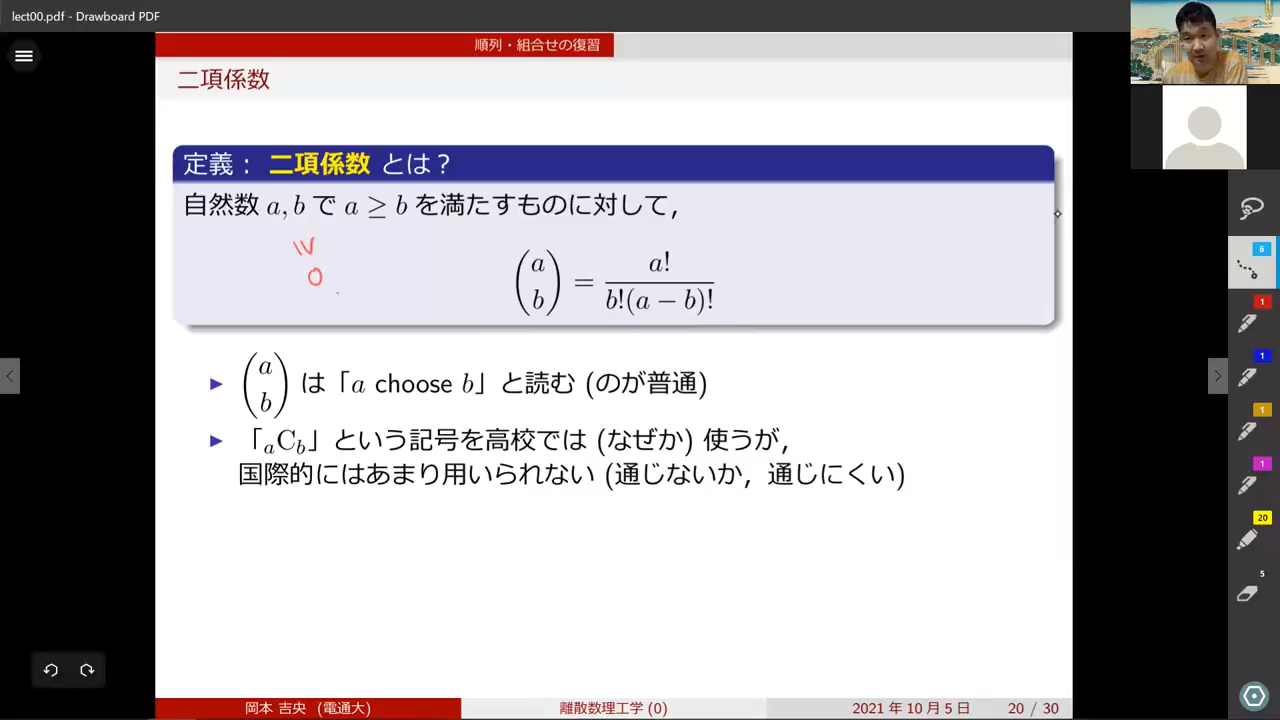 lect00.pdf - Drawboard PDF
順列・組合せの復習
二項係数
定義： 二項係数 とは？
自然数 a, b で a ≥ b を満たすものに対して，
≥
0
(a b) = a! / b!(a − b)!
▶ (a b) は「a choose b」と読む (のが普通)
▶ 「aCb」という記号を高校では (なぜか) 使うが，
国際的にはあまり用いられない (通じないか，通じにくい)
6
1
1
1
1
20
5
岡本 吉央 (電通大) 離散数理工学 (0) 2021 年 10 月 5 日 20 / 30